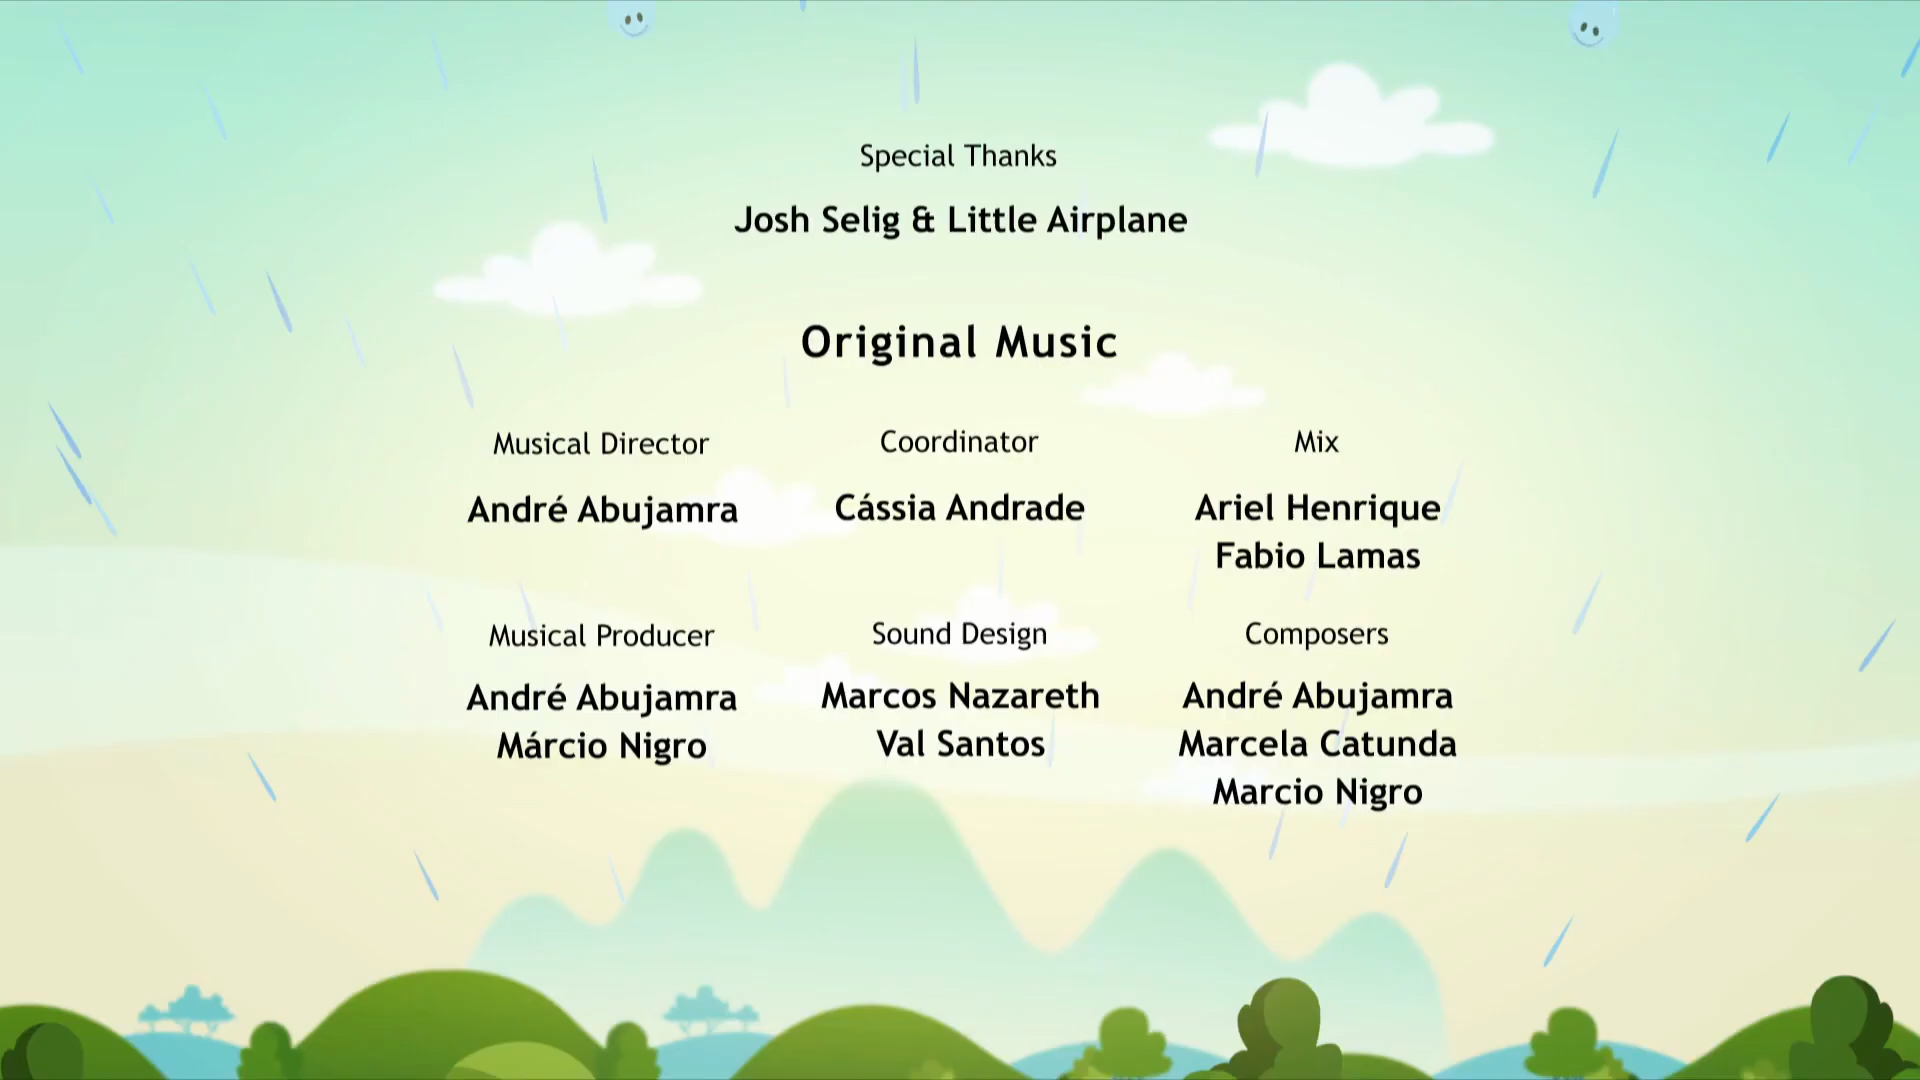 Special Thanks
Josh Selig & Little Airplane
Original Music
Musical Director
André Abujamra
Coordinator
Cássia Andrade
Mix
Ariel Henrique
Fabio Lamas
Musical Producer
André Abujamra
Márcio Nigro
Sound Design
Marcos Nazareth
Val Santos
Composers
André Abujamra
Marcela Catunda
Marcio Nigro